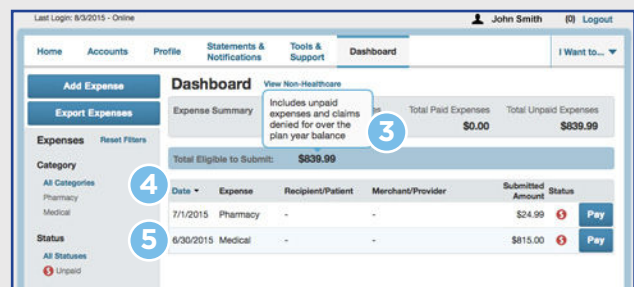 Last Login: 8/3/2015 - Online
John Smith (0) Logout
Home Accounts Profile Statements & Notifications Tools & Support Dashboard I Want to...
Add Expense
Export Expenses
Expenses Reset Filters
Category
All Categories
Pharmacy
Medical
Status
All Statuses
Unpaid
Dashboard View Non-Healthcare
Includes unpaid
expenses and claims
denied for over the
plan year balance
Expense Summary Total Paid Expenses Total Unpaid Expenses
3
$0.00 $839.99
Total Eligible to Submit: $839.99
4
Date Expense Recipient/Patient Merchant/Provider Submitted Amount Status
7/1/2015 Pharmacy - - $24.99 $ Pay
5
6/30/2015 Medical - - $815.00 $ Pay